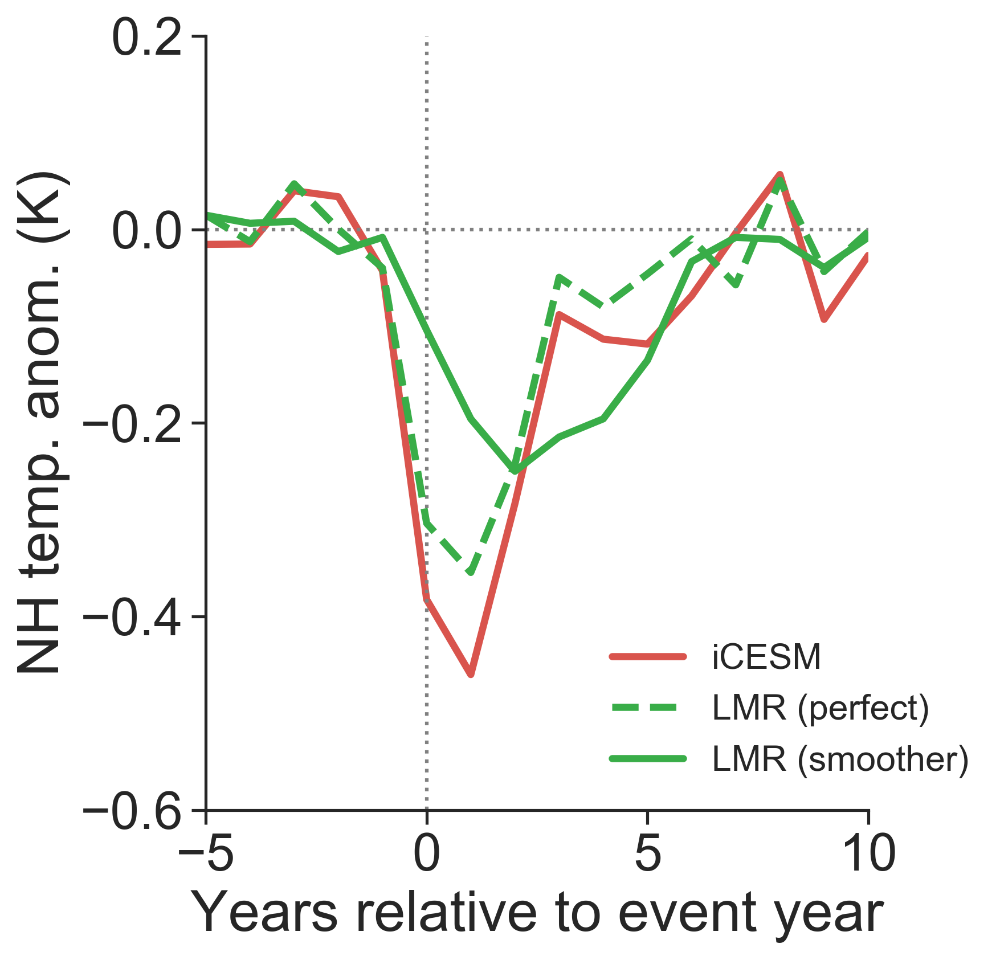 NH temp. anom. (K)
0.2
0.0
−0.2
−0.4
−0.6
iCESM
LMR (perfect)
LMR (smoother)
−5 0 5 10
Years relative to event year